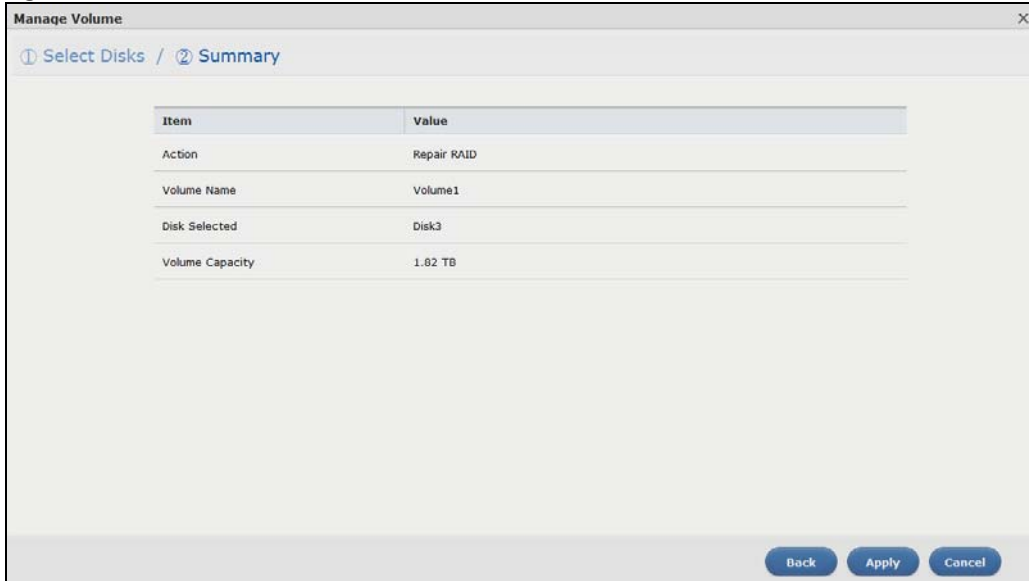 Manage Volume X
① Select Disks / ② Summary
Item Value
Action Repair RAID
Volume Name Volume1
Disk Selected Disk3
Volume Capacity 1.82 TB
Back Apply Cancel